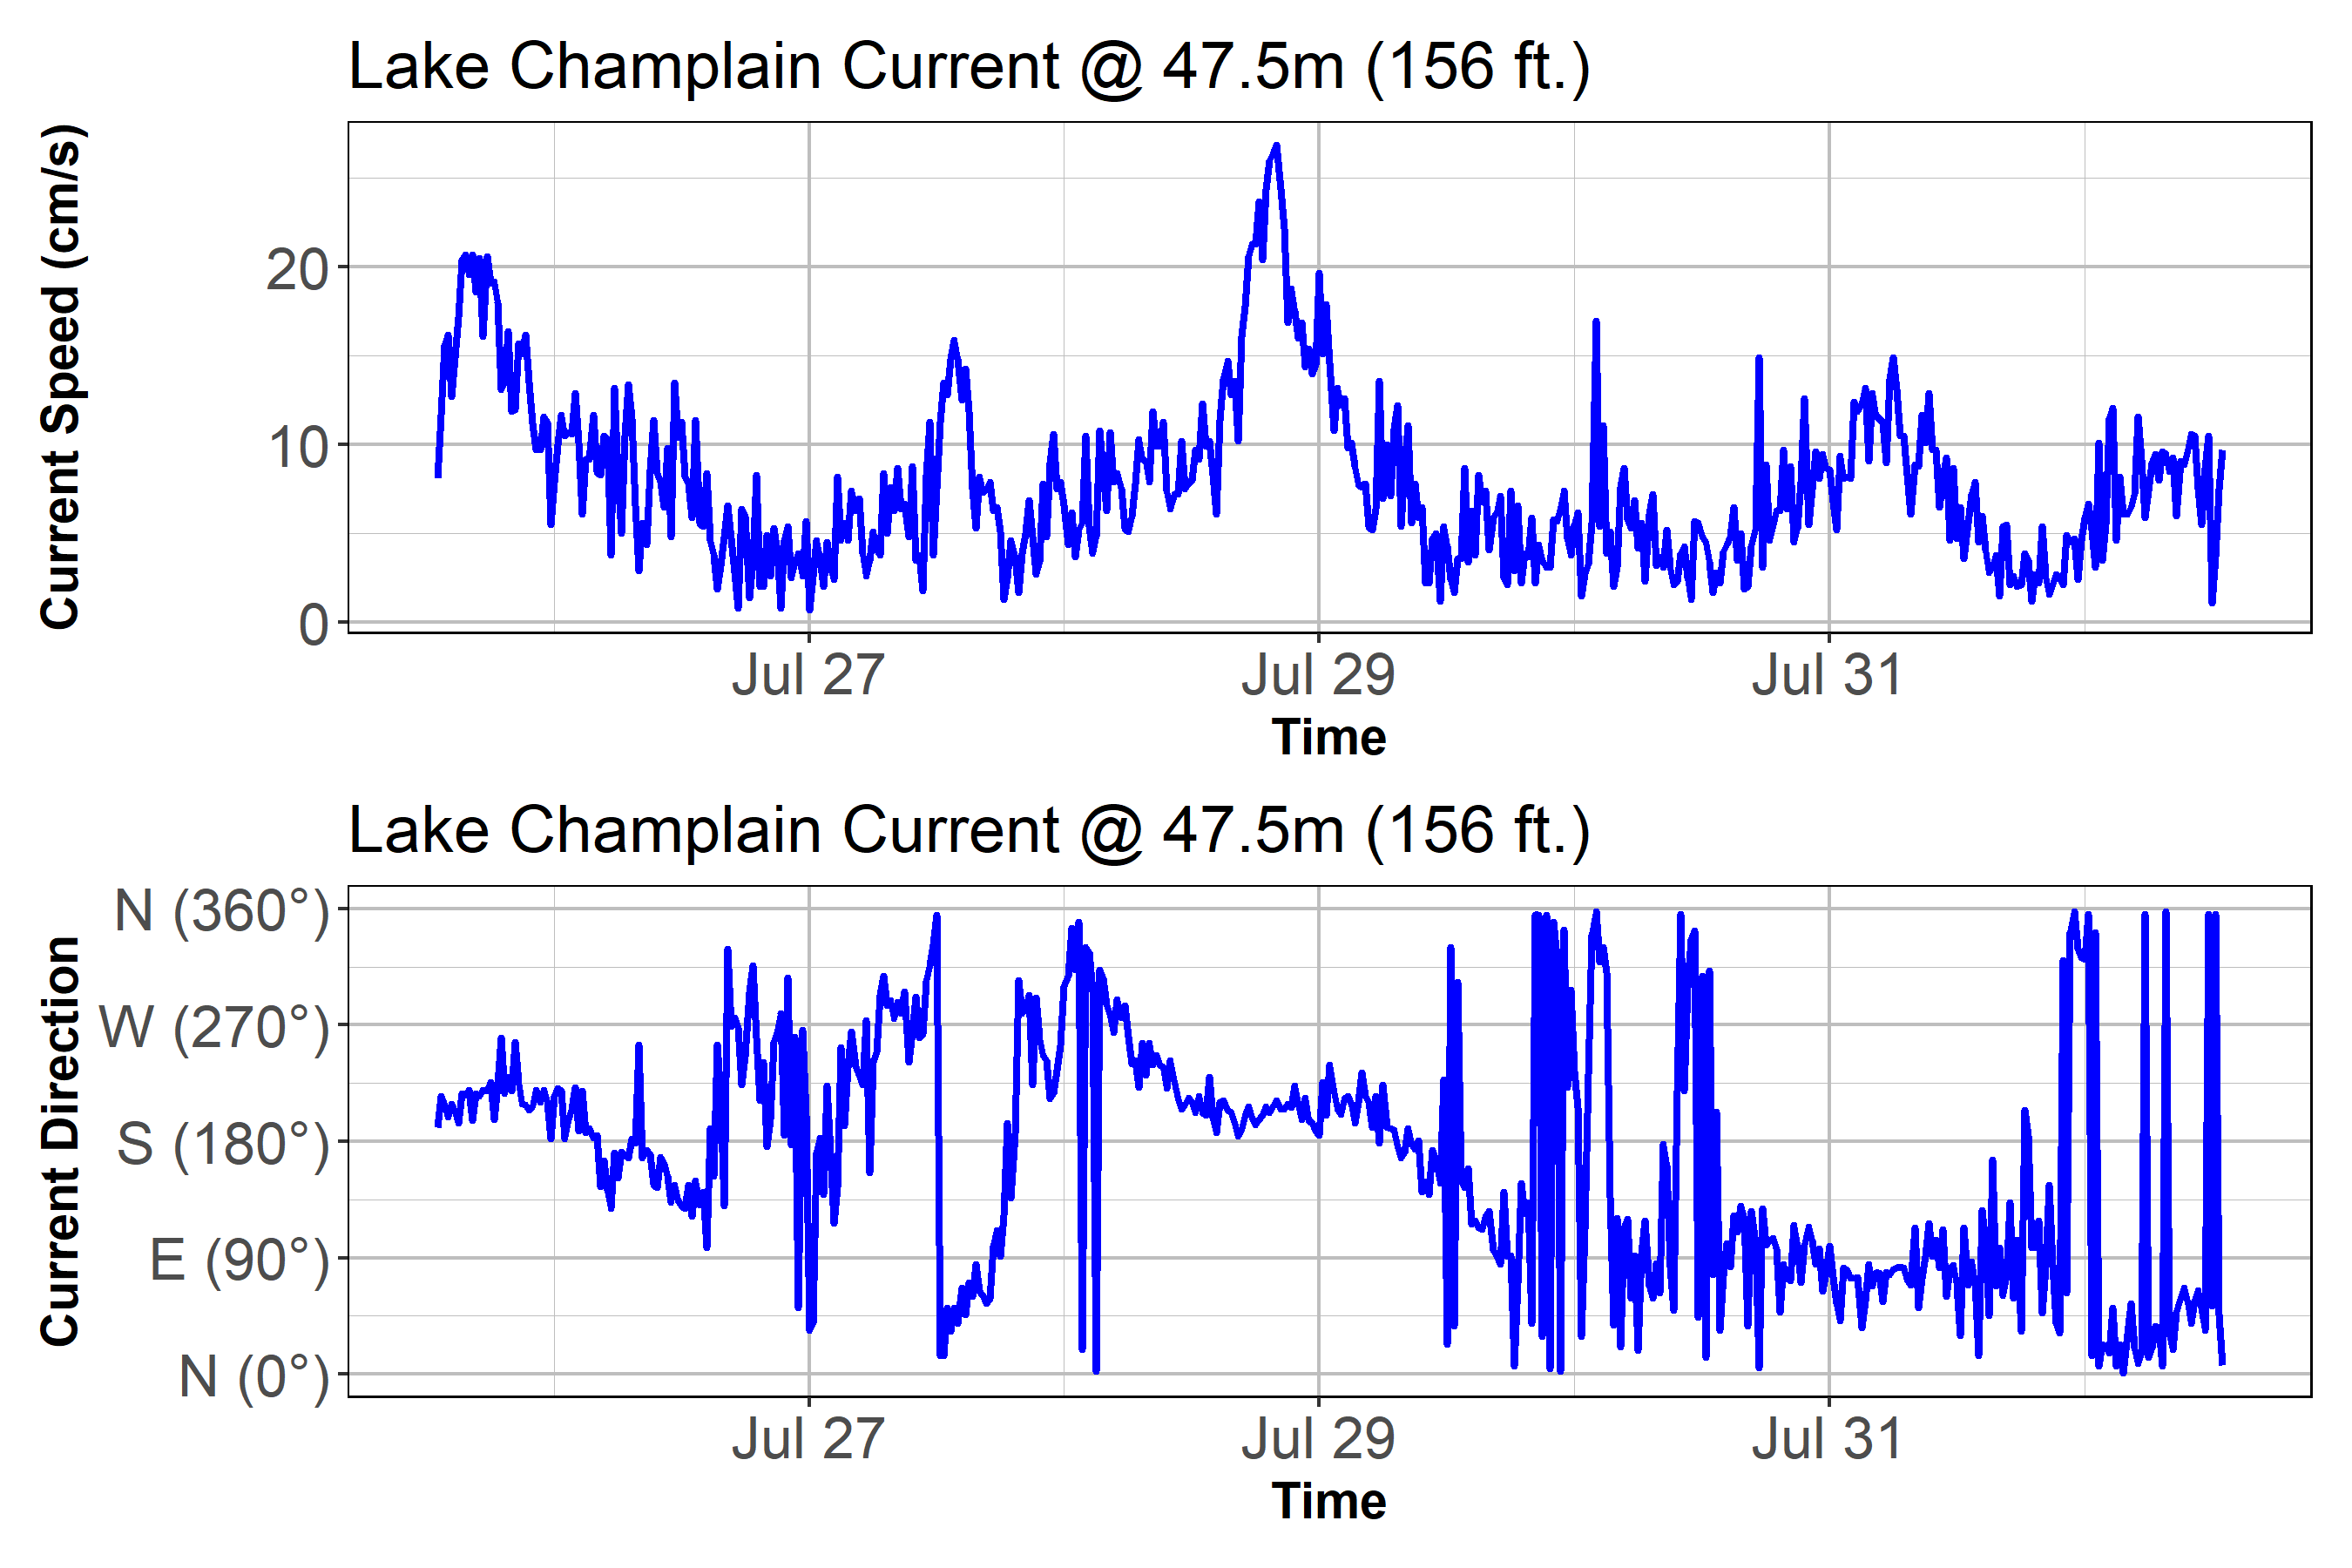 Lake Champlain Current @ 47.5m (156 ft.)
Current Speed (cm/s)
20
10
0
Jul 27 Jul 29 Jul 31
Time
Lake Champlain Current @ 47.5m (156 ft.)
Current Direction
N (360°)
W (270°)
S (180°)
E (90°)
N (0°)
Jul 27 Jul 29 Jul 31
Time